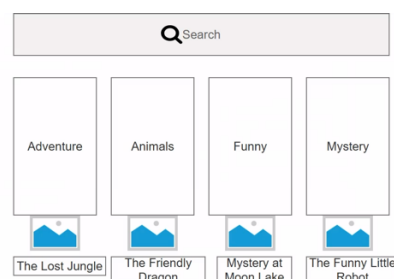 Search
Adventure
Animals
Funny
Mystery
The Lost Jungle
The Friendly
Dragon
Mystery at
Moon Lake
The Funny Little
Robot